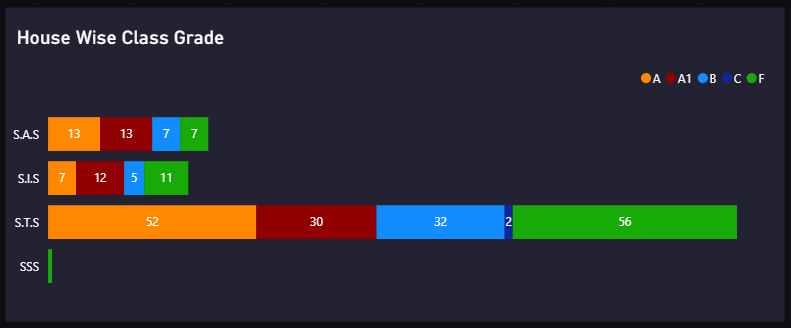 House Wise Class Grade
A A1 B C F
S.A.S 13 13 7 7
S.I.S 7 12 5 11
S.T.S 52 30 32 2 56
SSS